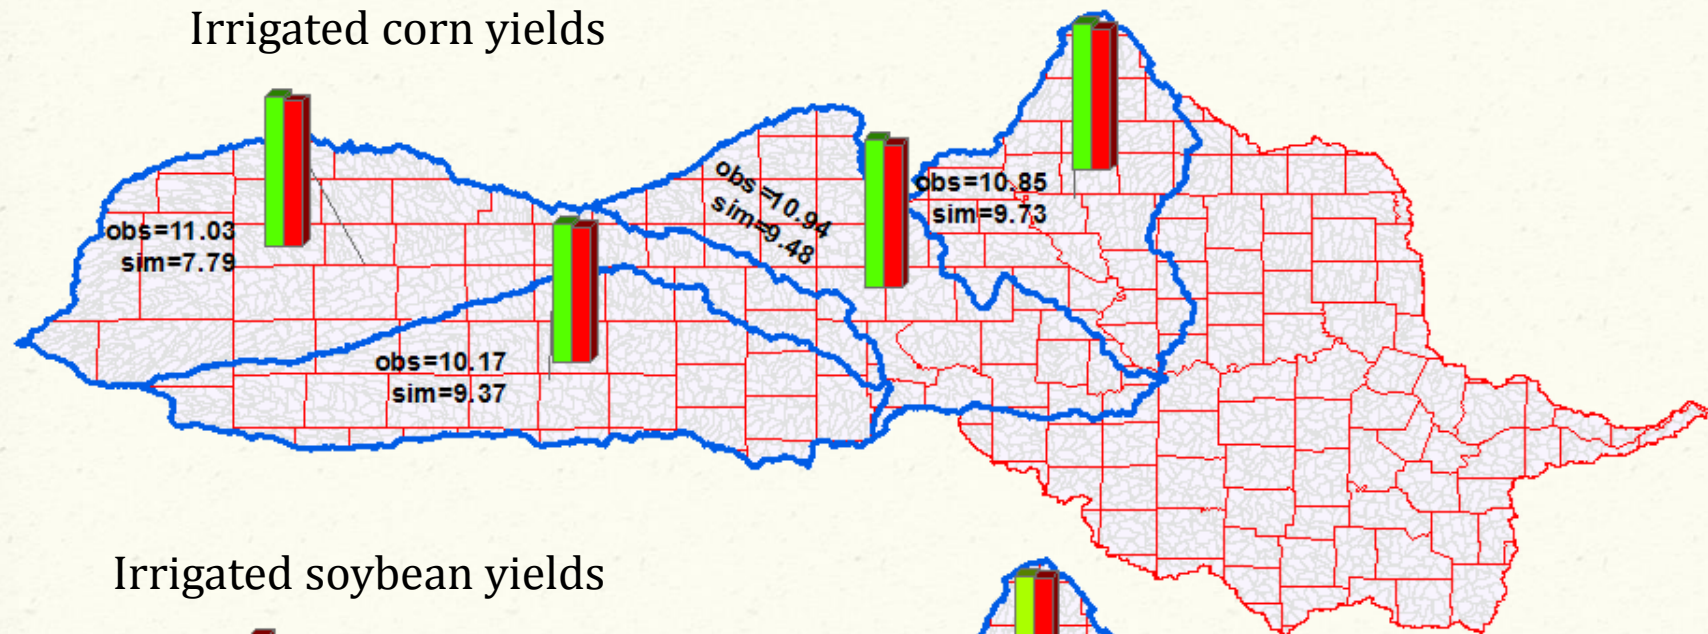 Irrigated corn yields
obs=11.03
sim=7.79
obs=10.17
sim=9.37
obs=10.94
sim=9.48
obs=10.85
sim=9.73
Irrigated soybean yields